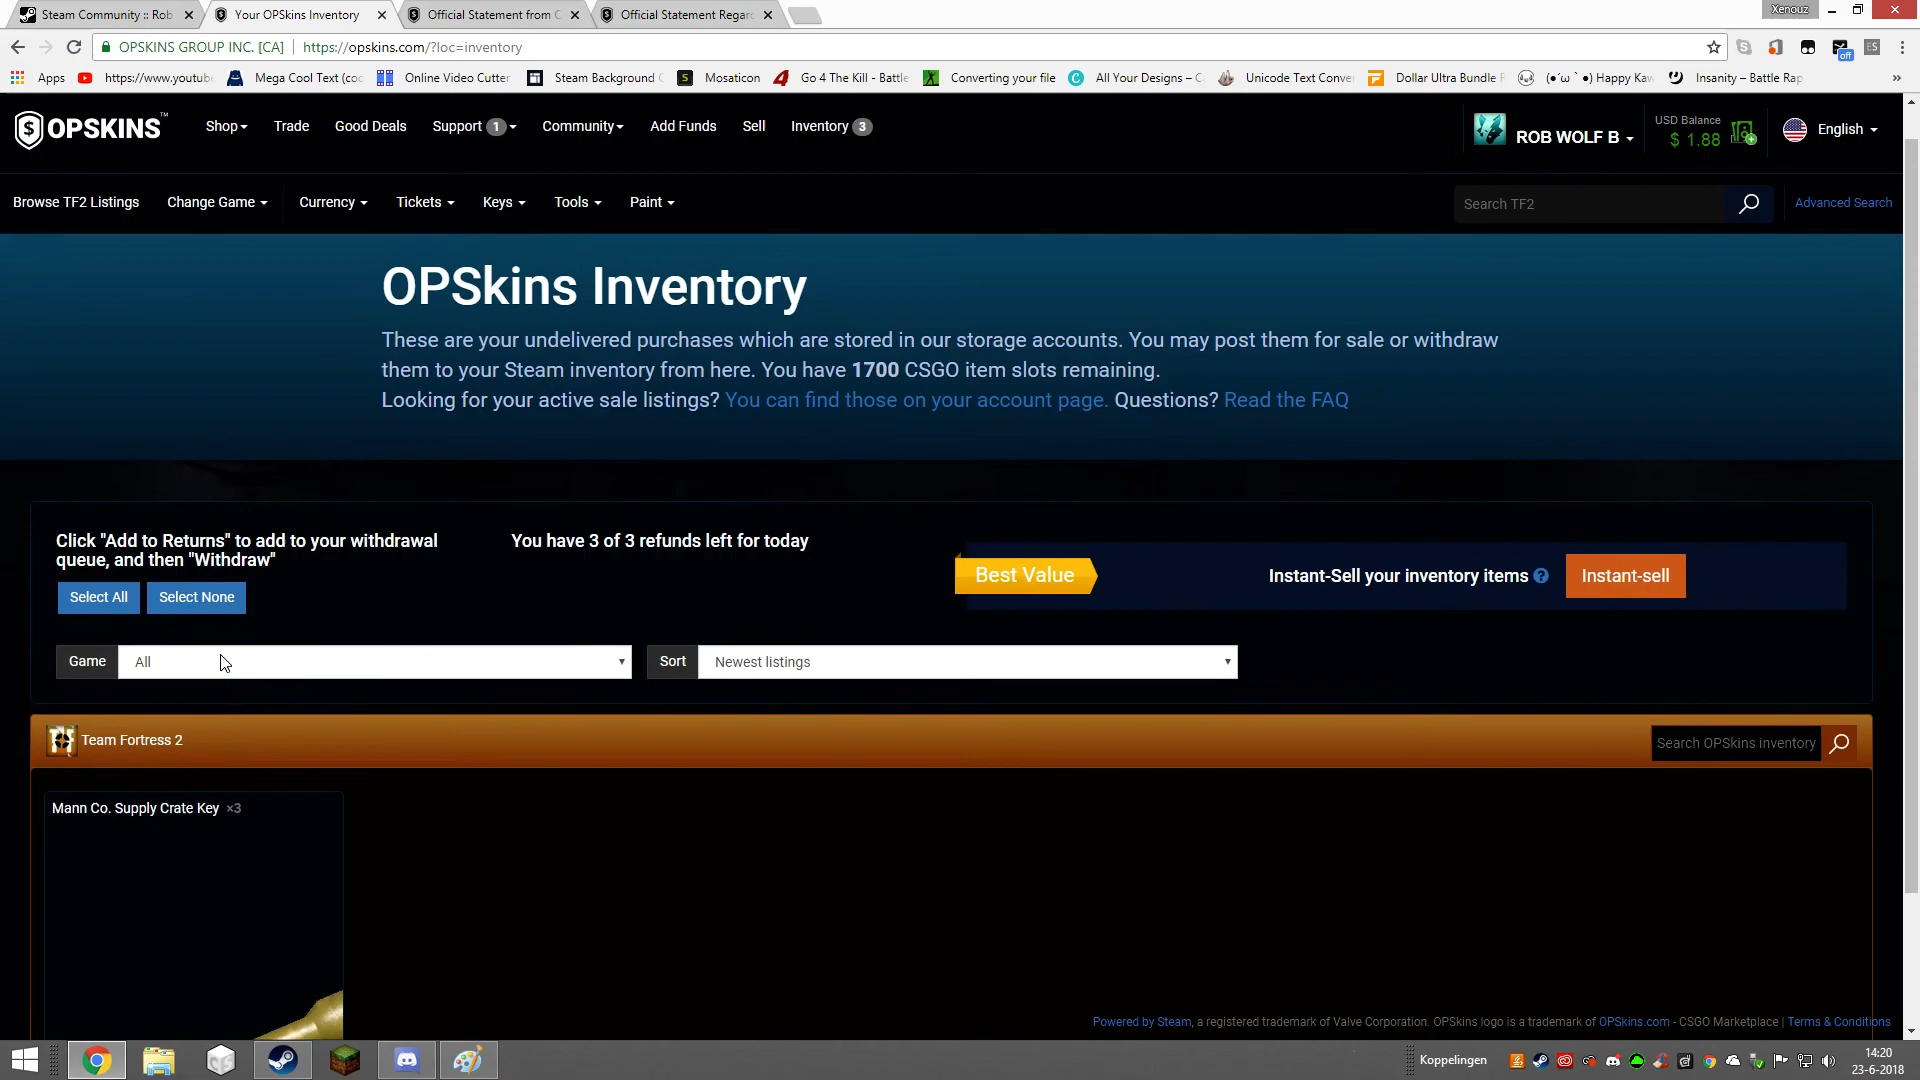 Steam Community :: Rob
Your OPSkins Inventory
Official Statement from C
Official Statement Regar
Xenouz
OPSKINS GROUP INC. [CA]
https://opskins.com/?loc=inventory
off
ES
Apps
https://www.youtub
Mega Cool Text (coc
Online Video Cutter
Steam Background
Mosaticon
Go 4 The Kill - Battle
Converting your file
All Your Designs –
Unicode Text Conve
Dollar Ultra Bundle
Insanity – Battle Rap
»
OPSKINS™
Shop
Trade
Good Deals
Support 1
Community
Add Funds
Sell
Inventory 3
ROB WOLF B
USD Balance
$ 1.88
English
Browse TF2 Listings
Change Game
Currency
Tickets
Keys
Tools
Paint
Search TF2
Advanced Search
OPSkins Inventory
These are your undelivered purchases which are stored in our storage accounts. You may post them for sale or withdraw
them to your Steam inventory from here. You have 1700 CSGO item slots remaining.
Looking for your active sale listings? You can find those on your account page. Questions? Read the FAQ
Click "Add to Returns" to add to your withdrawal
queue, and then "Withdraw"
Select All
Select None
You have 3 of 3 refunds left for today
Best Value
Instant-Sell your inventory items ?
Instant-sell
Game
All
Sort
Newest listings
Team Fortress 2
Search OPSkins inventory
Mann Co. Supply Crate Key ×3
Powered by Steam, a registered trademark of Valve Corporation. OPSkins logo is a trademark of OPSkins.com - CSGO Marketplace | Terms & Conditions
Koppelingen
14:20
23-6-2018